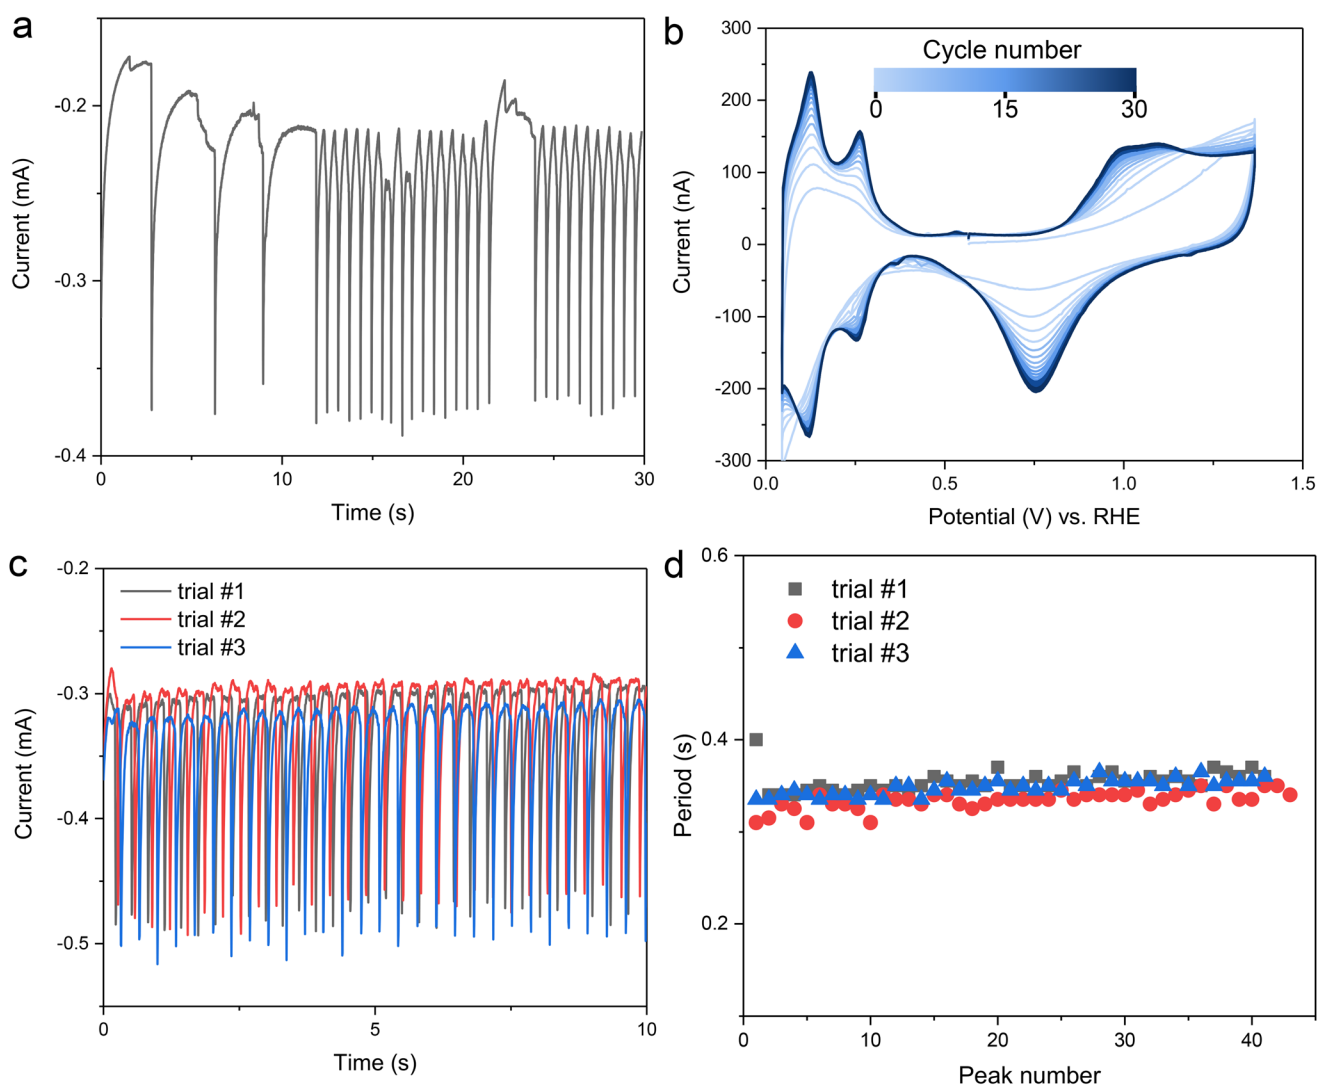 a
-0.2
-0.3
-0.4
0
10
20
30
Current (mA)
Time (s)
b
300
200
100
0
-100
-200
-300
0.0
0.5
1.0
1.5
Cycle number
0
15
30
Current (nA)
Potential (V) vs. RHE
c
-0.2
-0.3
-0.4
-0.5
0
5
10
trial #1
trial #2
trial #3
Current (mA)
Time (s)
d
0.6
0.4
0.2
0
10
20
30
40
trial #1
trial #2
trial #3
Period (s)
Peak number